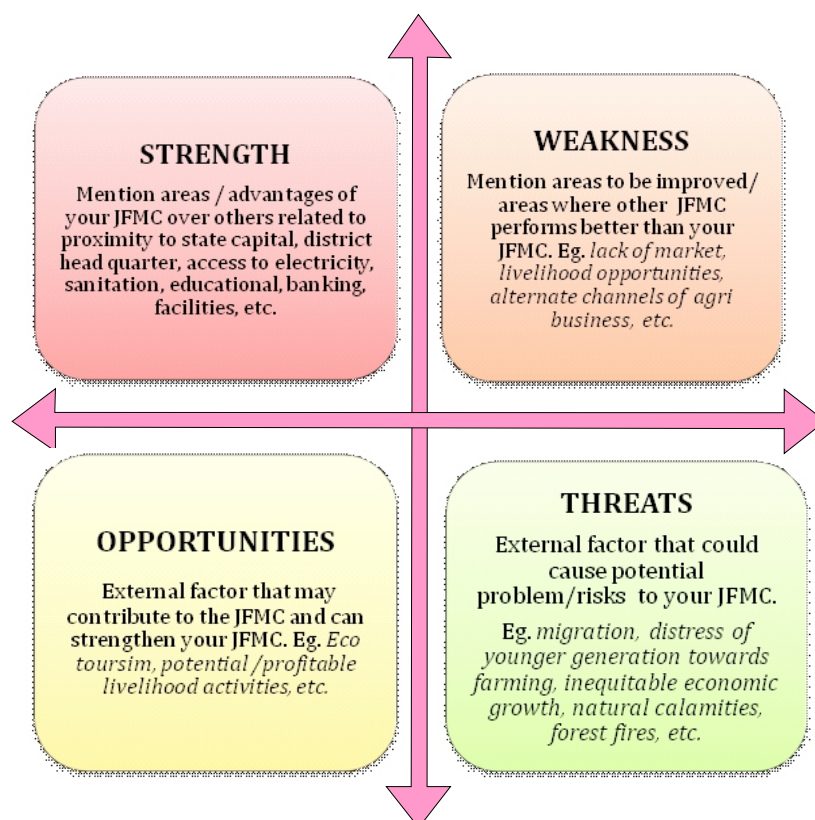 STRENGTH
Mention areas / advantages of
your JFMC over others related to
proximity to state capital, district
head quarter, access to electricity,
sanitation, educational, banking,
facilities, etc.
WEAKNESS
Mention areas to be improved/
areas where other JFMC
performs better than your
JFMC. Eg. lack of market,
livelihood opportunities,
alternate channels of agri
business, etc.
OPPORTUNITIES
External factor that may
contribute to the JFMC and can
strengthen your JFMC. Eg. Eco
toursim, potential /profitable
livelihood activities, etc.
THREATS
External factor that could
cause potential
problem/risks to your JFMC.
Eg. migration, distress of
younger generation towards
farming, inequitable economic
growth, natural calamities,
forest fires, etc.